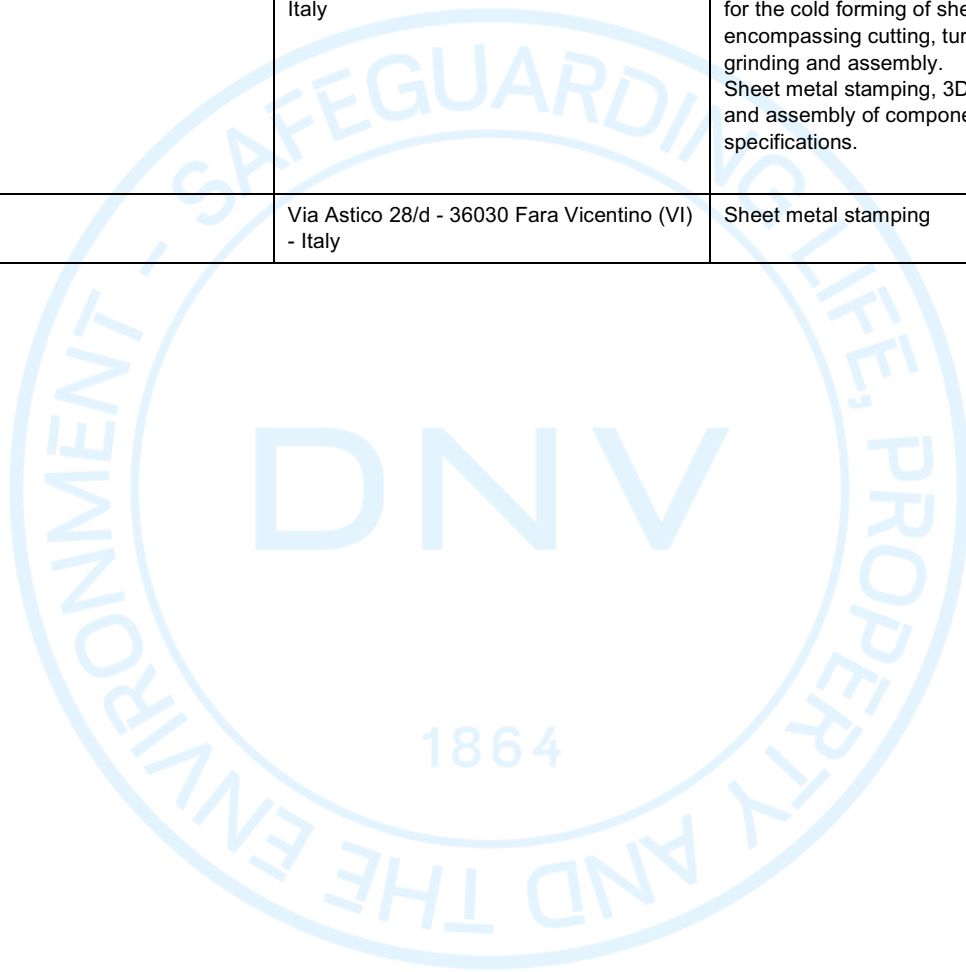 Italy
for the cold forming of she
encompassing cutting, tur
grinding and assembly.
Sheet metal stamping, 3D
and assembly of compone
specifications.
Via Astico 28/d - 36030 Fara Vicentino (VI)
- Italy
Sheet metal stamping
SAFEGUARDING LIFE, PROPERTY AND THE ENVIRONMENT -
DNV
1864